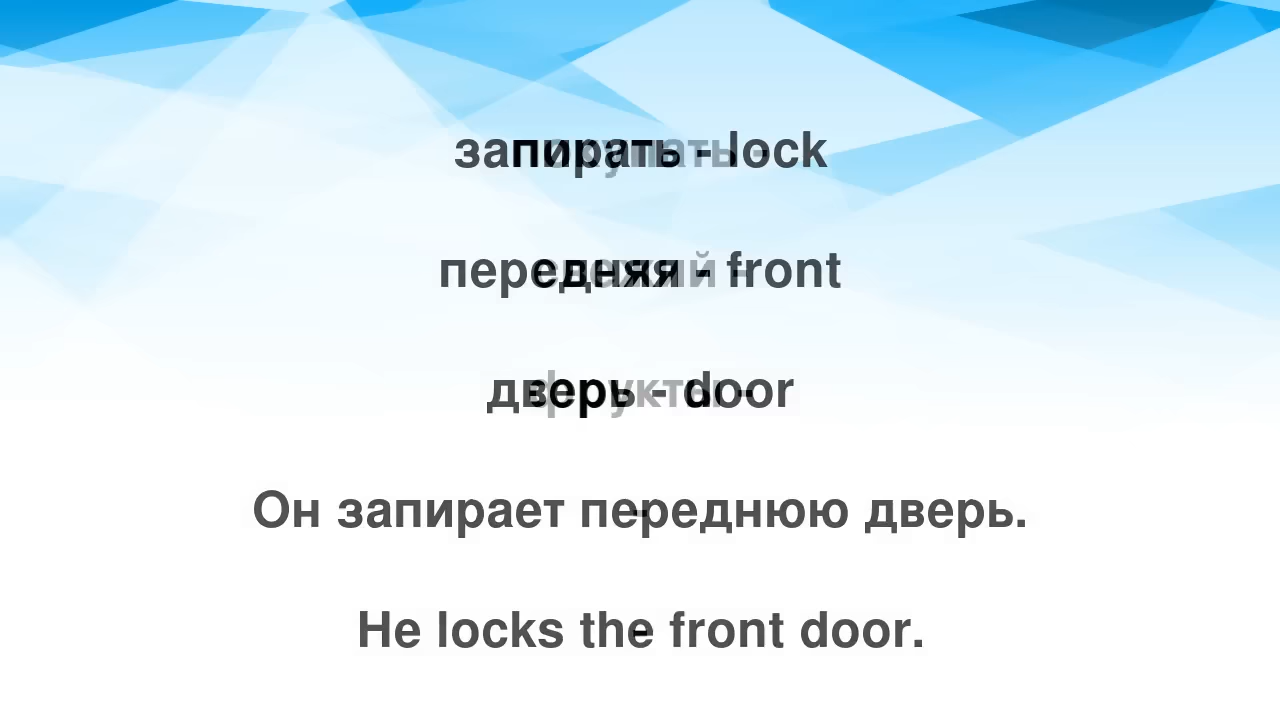 запирать - lock
передняя - front
дверь - door
Он запирает переднюю дверь.
He locks the front door.